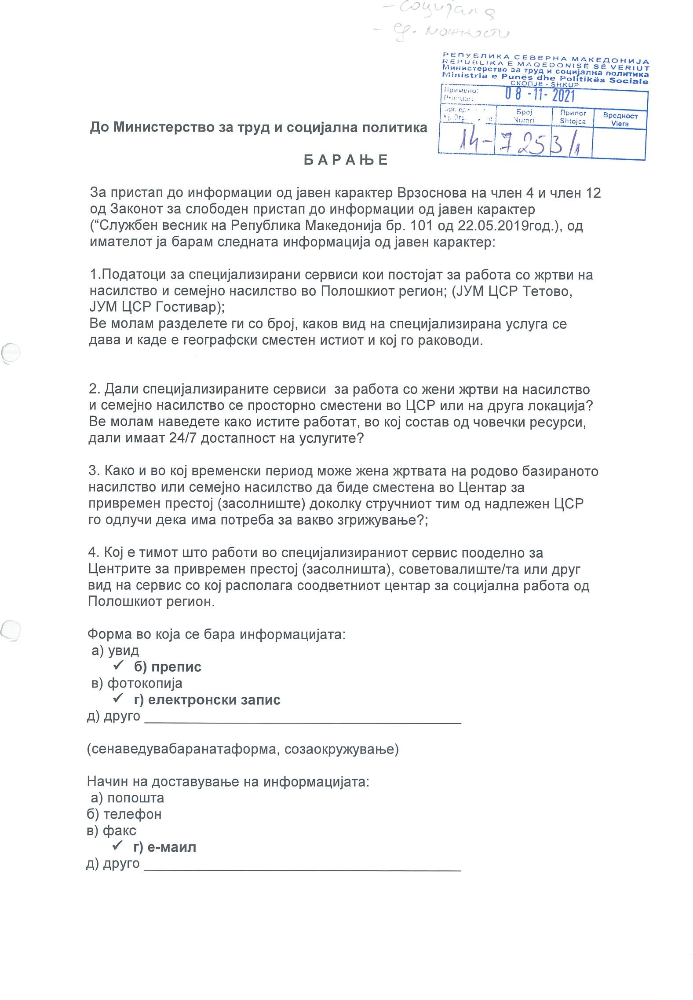 - социјала
- ед. можности
РЕПУБЛИКА СЕВЕРНА МАКЕДОНИЈА
REPUBLIKA E MAQEDONISË SË VERIUT
Министерство за труд и социјална политика
Ministria e Punës dhe Politikës Sociale
СКОПЈЕ - SHKUP
Примено:
08 -11- 2021
Број Прилог Вредност
Numri Shtojca Vlera
14- 7253/1
До Министерство за труд и социјална политика
Б А Р А Њ Е
За пристап до информации од јавен карактер Врзоснова на член 4 и член 12
од Законот за слободен пристап до информации од јавен карактер
(“Службен весник на Република Македонија бр. 101 од 22.05.2019год.), од
имателот ја барам следната информација од јавен карактер:
1.Податоци за специјализирани сервиси кои постојат за работа со жртви на
насилство и семејно насилство во Полошкиот регион; (ЈУМ ЦСР Тетово,
ЈУМ ЦСР Гостивар);
Ве молам разделете ги со број, каков вид на специјализирана услуга се
дава и каде е географски сместен истиот и кој го раководи.
2. Дали специјализираните сервиси  за работа со жени жртви на насилство
и семејно насилство се просторно сместени во ЦСР или на друга локација?
Ве молам наведете како истите работат, во кој состав од човечки ресурси,
дали имаат 24/7 достапност на услугите?
3. Како и во кој временски период може жена жртвата на родово базираното
насилство или семејно насилство да биде сместена во Центар за
привремен престој (засолниште) доколку стручниот тим од надлежен ЦСР
го одлучи дека има потреба за вакво згрижување?;
4. Кој е тимот што работи во специјализираниот сервис пооделно за
Центрите за привремен престој (засолништа), советовалиште/та или друг
вид на сервис со кој располага соодветниот центар за социјална работа од
Полошкиот регион.
Форма во која се бара информацијата:
а) увид
✓ б) препис
в) фотокопија
✓ г) електронски запис
д) друго ________________________________________
(сенаведувабаранатаформа, созаокружување)
Начин на доставување на информацијата:
а) попошта
б) телефон
в) факс
✓ г) е-маил
д) друго ________________________________________